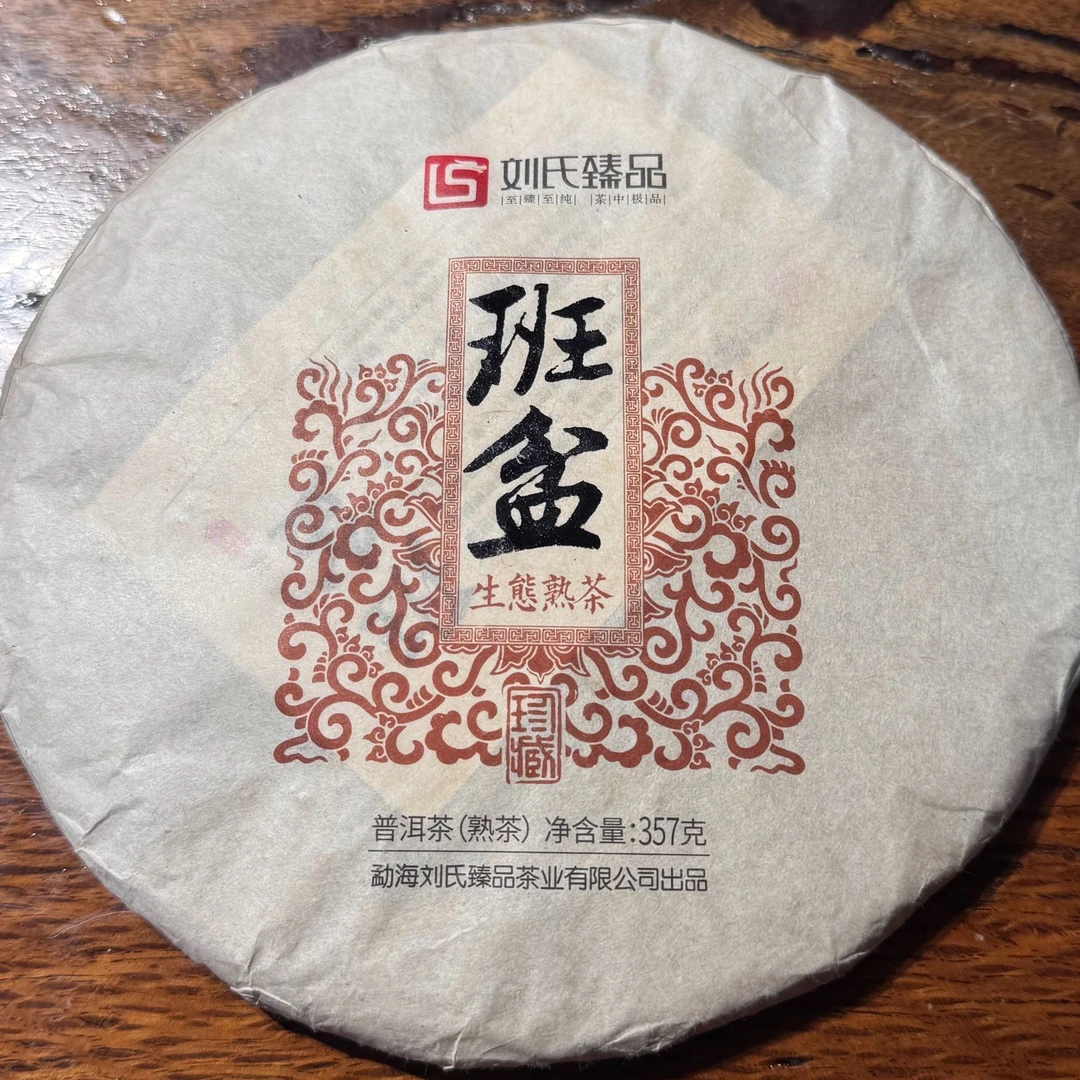 LS 刘氏臻品
|至|臻|至|纯| |茶|中|极|品|
班
盆
生態熟茶
珍
藏
普洱茶(熟茶) 净含量:357克
勐海刘氏臻品茶业有限公司出品